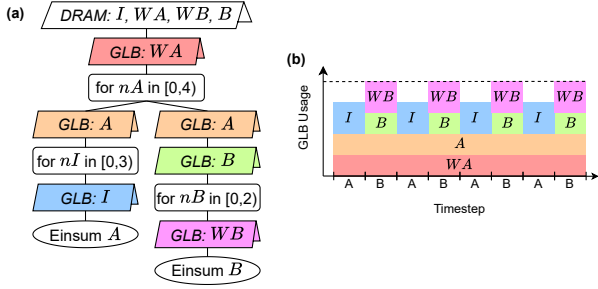 (a)
DRAM: I, WA, WB, B
GLB: WA
for nA in [0,4)
GLB: A
GLB: A
for nI in [0,3)
GLB: B
GLB: I
for nB in [0,2)
Einsum A
GLB: WB
Einsum B
(b)
GLB Usage
WB WB WB WB
I B I B I B I B
A
WA
A B A B A B A B
Timestep